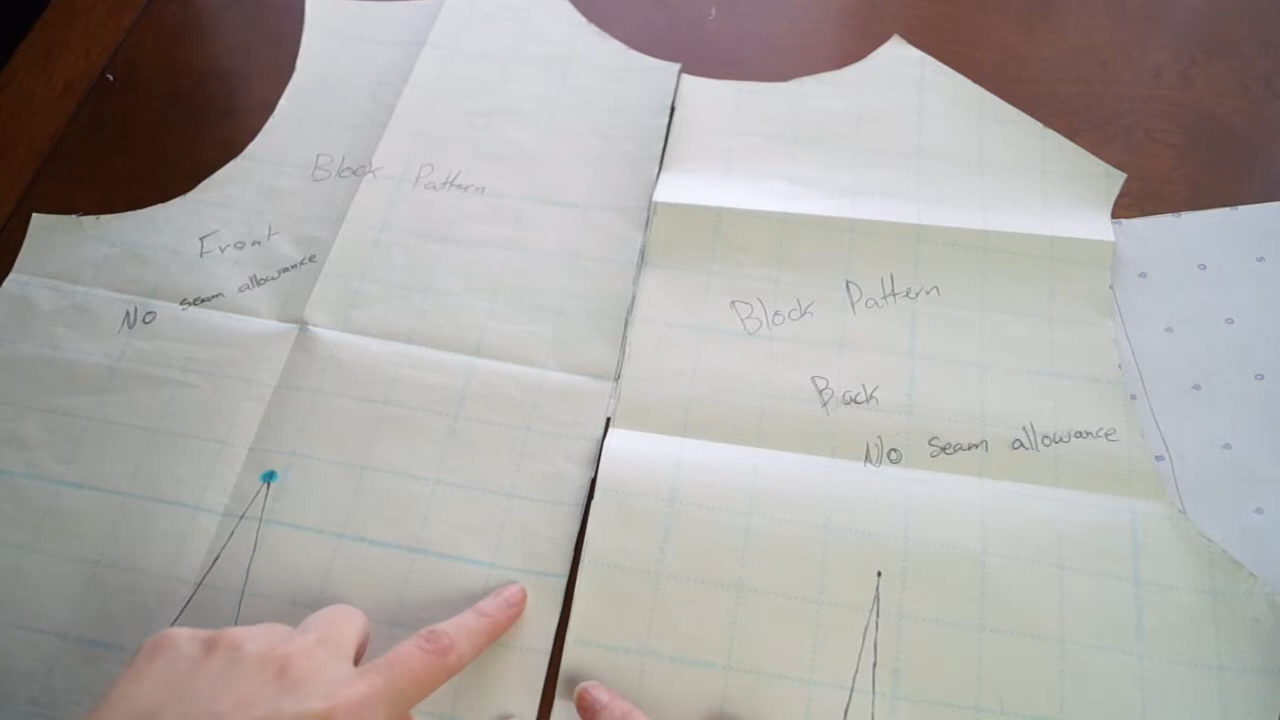 Block Pattern
Front
No seam allowance
Block Pattern
Back
No seam allowance